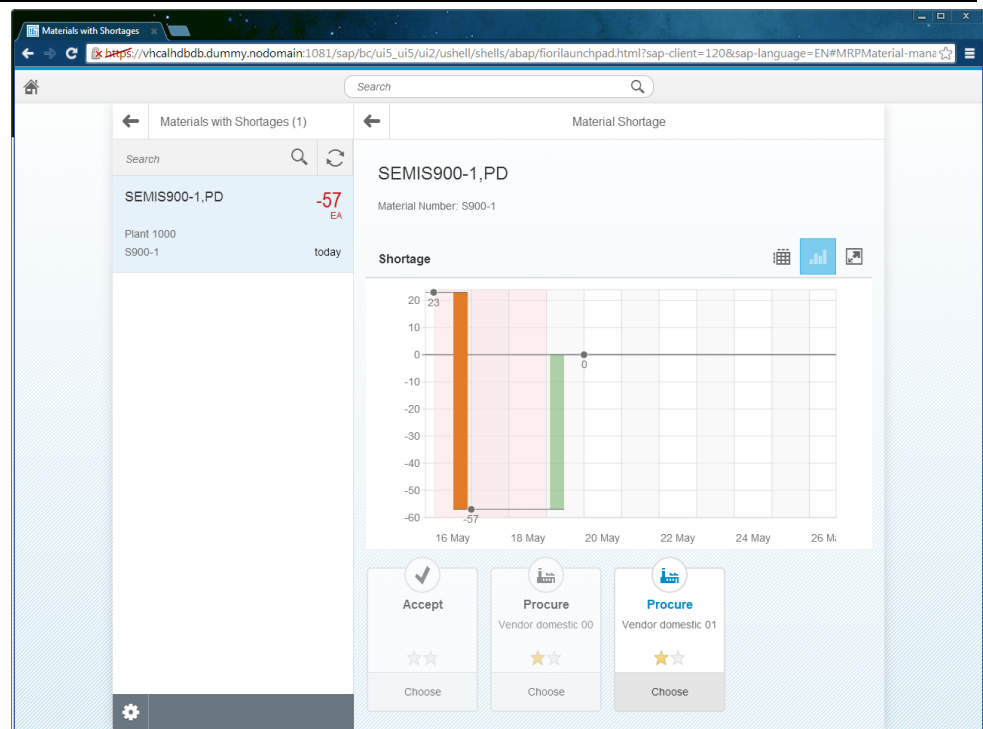 Materials with Shortages
https://vhcalhdbdb.dummy.nodomain:1081/sap/bc/ui5_ui5/ui2/ushell/shells/abap/fiorilaunchpad.html?sap-client=120&sap-language=EN#MRPMaterial-mana
Search
Materials with Shortages (1)
Material Shortage
Search
SEMIS900-1,PD
-57
EA
Plant 1000
S900-1
today
SEMIS900-1,PD
Material Number: S900-1
Shortage
20
10
0
-10
-20
-30
-40
-50
-60
23
-57
0
16 May
18 May
20 May
22 May
24 May
26 M
Accept
Choose
Procure
Vendor domestic 00
Choose
Procure
Vendor domestic 01
Choose